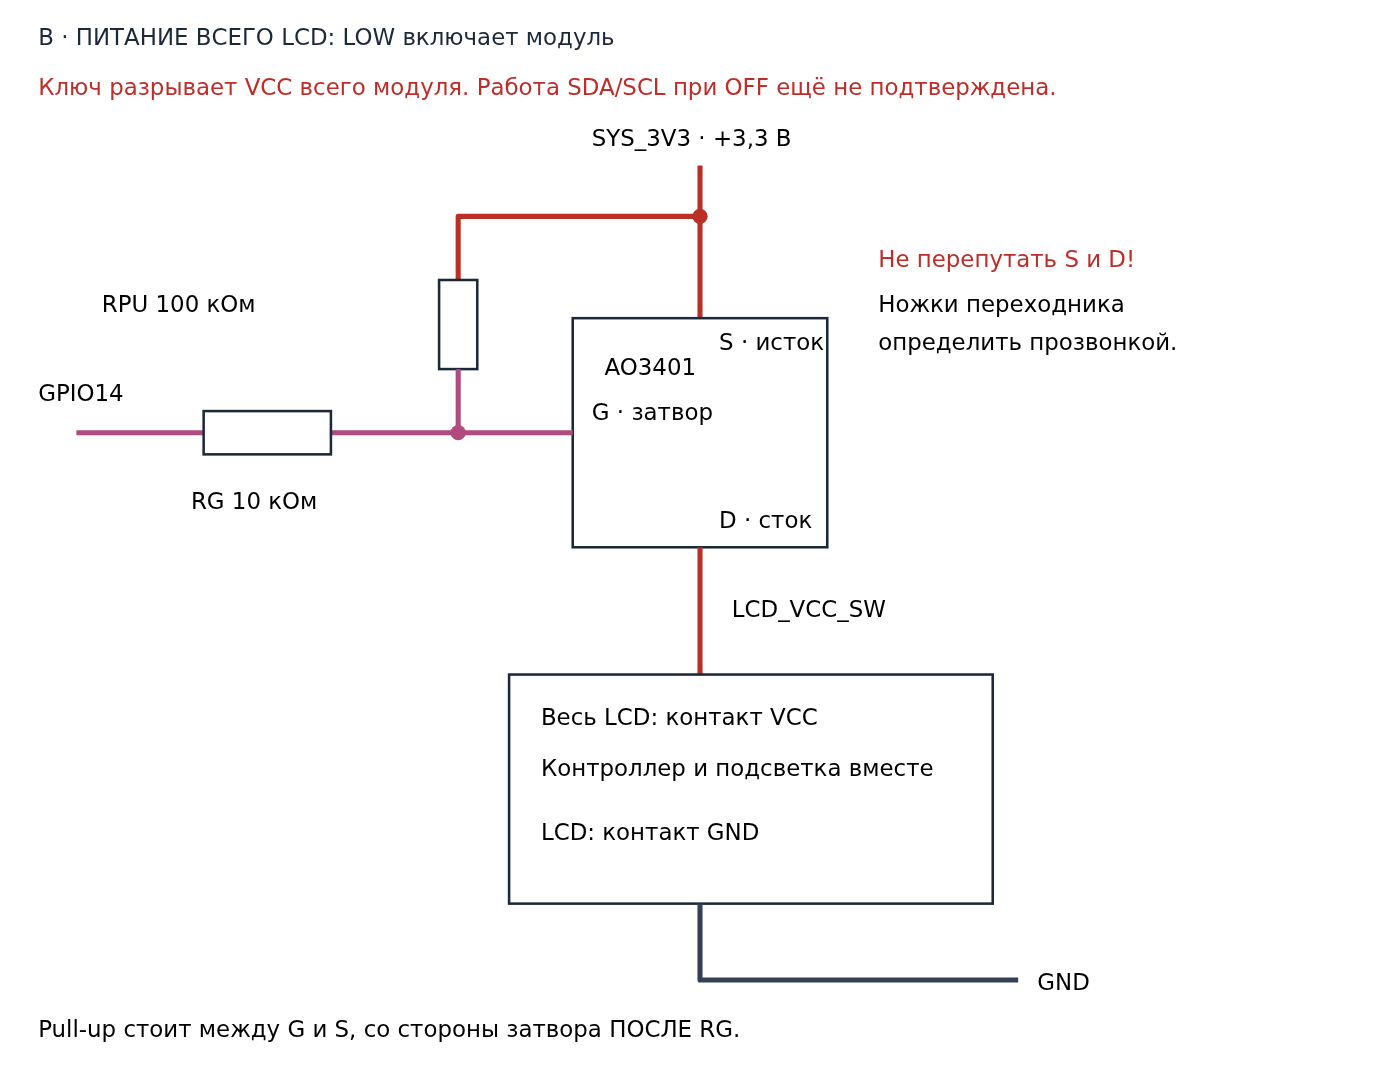 В · ПИТАНИЕ ВСЕГО LCD: LOW включает модуль
Ключ разрывает VCC всего модуля. Работа SDA/SCL при OFF ещё не подтверждена.
SYS_3V3 · +3,3 В
Не перепутать S и D!
RPU 100 кОм
Ножки переходника
S · исток
определить прозвонкой.
AO3401
GPIO14
G · затвор
RG 10 кОм
D · сток
LCD_VCC_SW
Весь LCD: контакт VCC
Контроллер и подсветка вместе
LCD: контакт GND
GND
Pull-up стоит между G и S, со стороны затвора ПОСЛЕ RG.